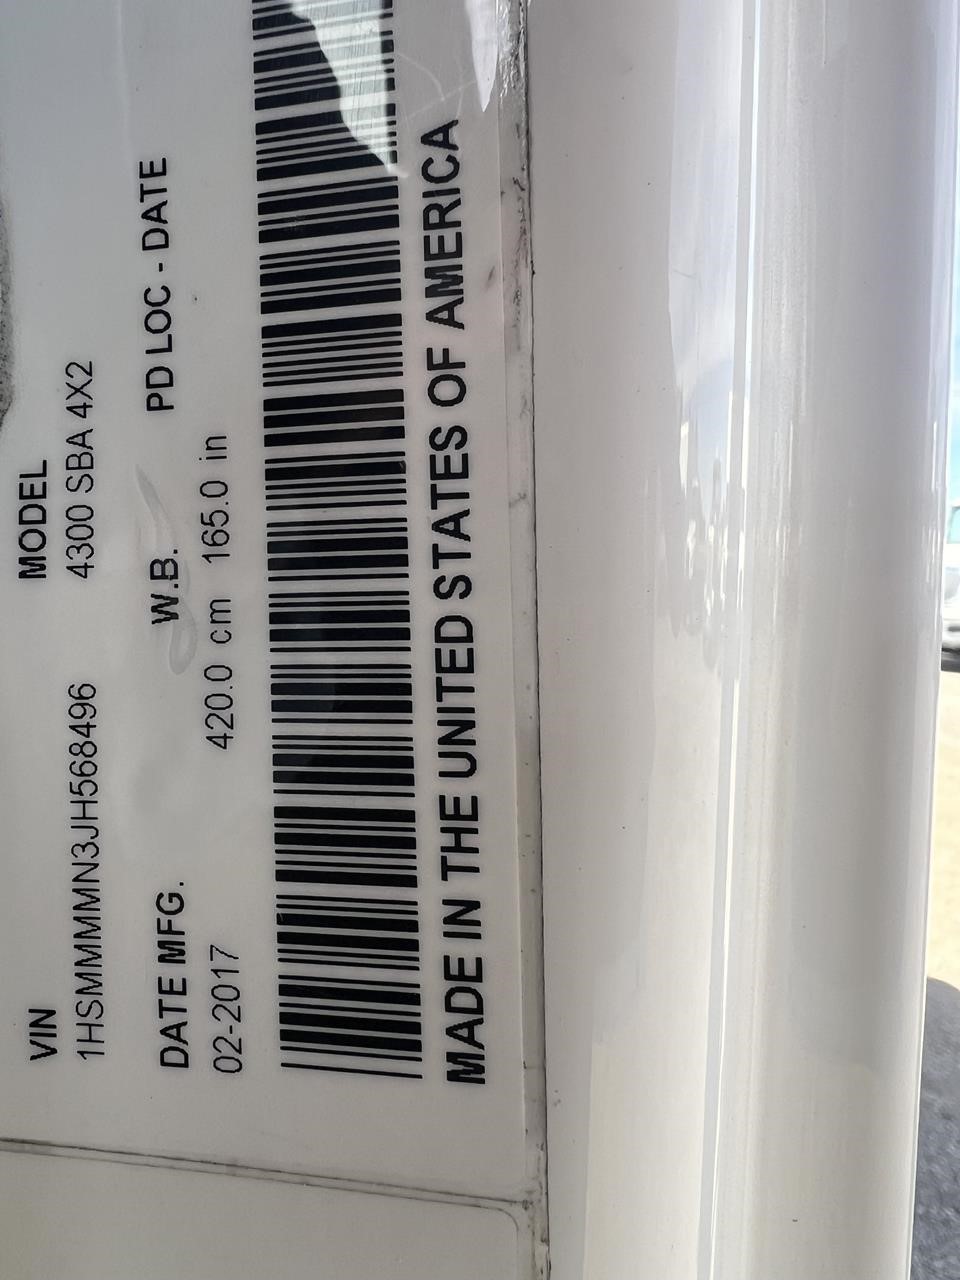 VIN MODEL
1HSMMMMN3JH568496 4300 SBA 4X2
DATE MFG. W.B. PD LOC - DATE
02-2017 420.0 cm 165.0 in
MADE IN THE UNITED STATES OF AMERICA